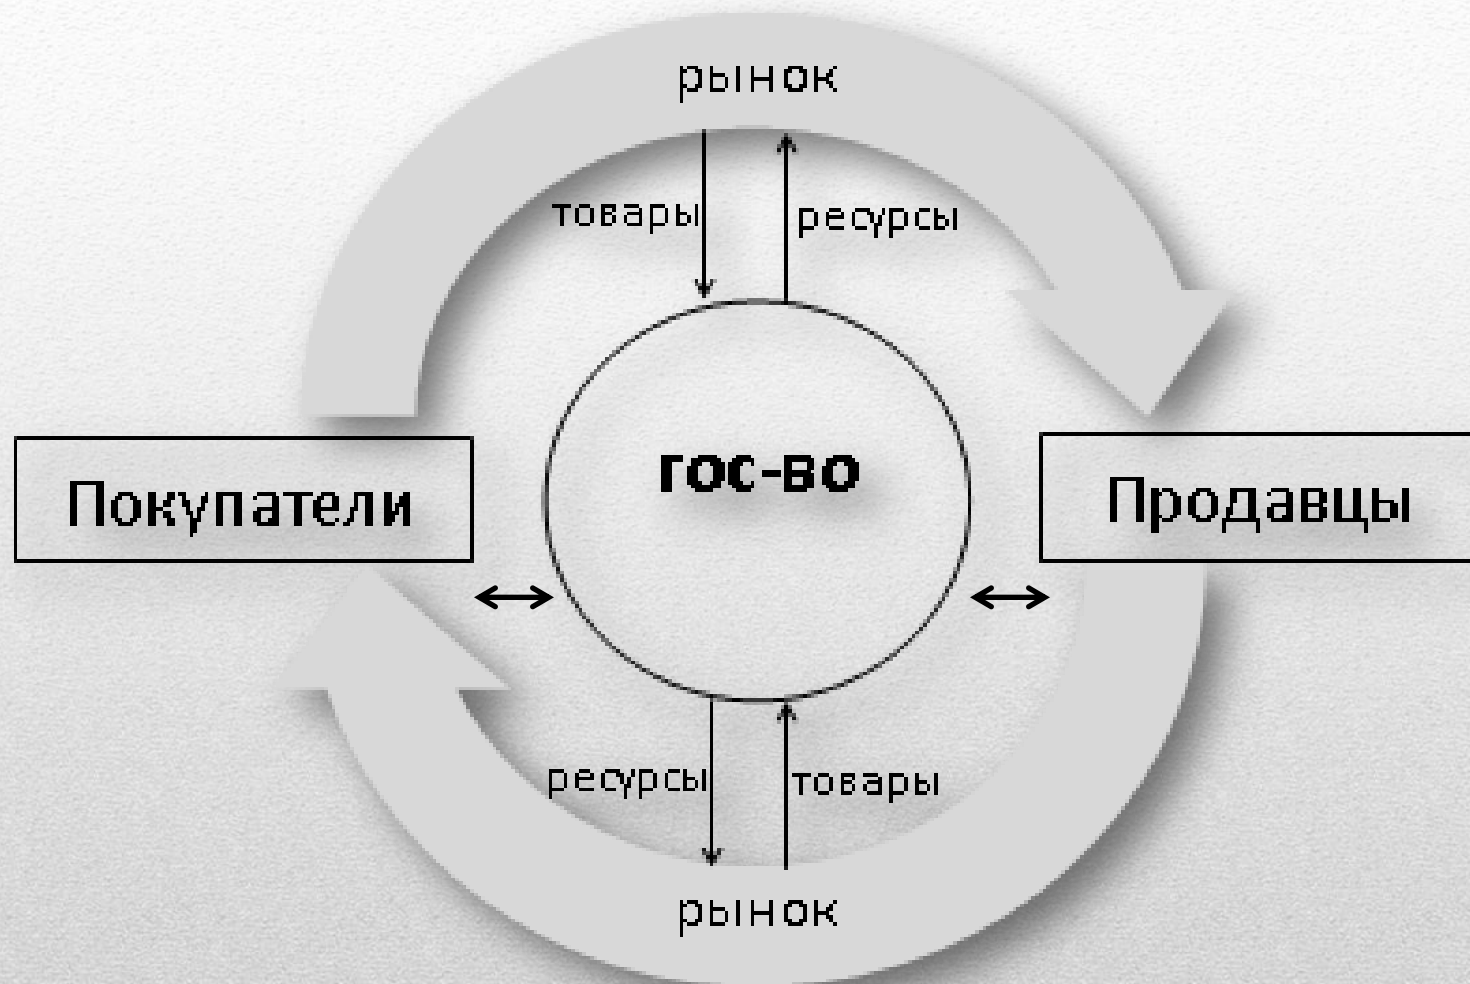 рынок
товары
ресурсы
гос-во
Покупатели
Продавцы
ресурсы
товары
рынок